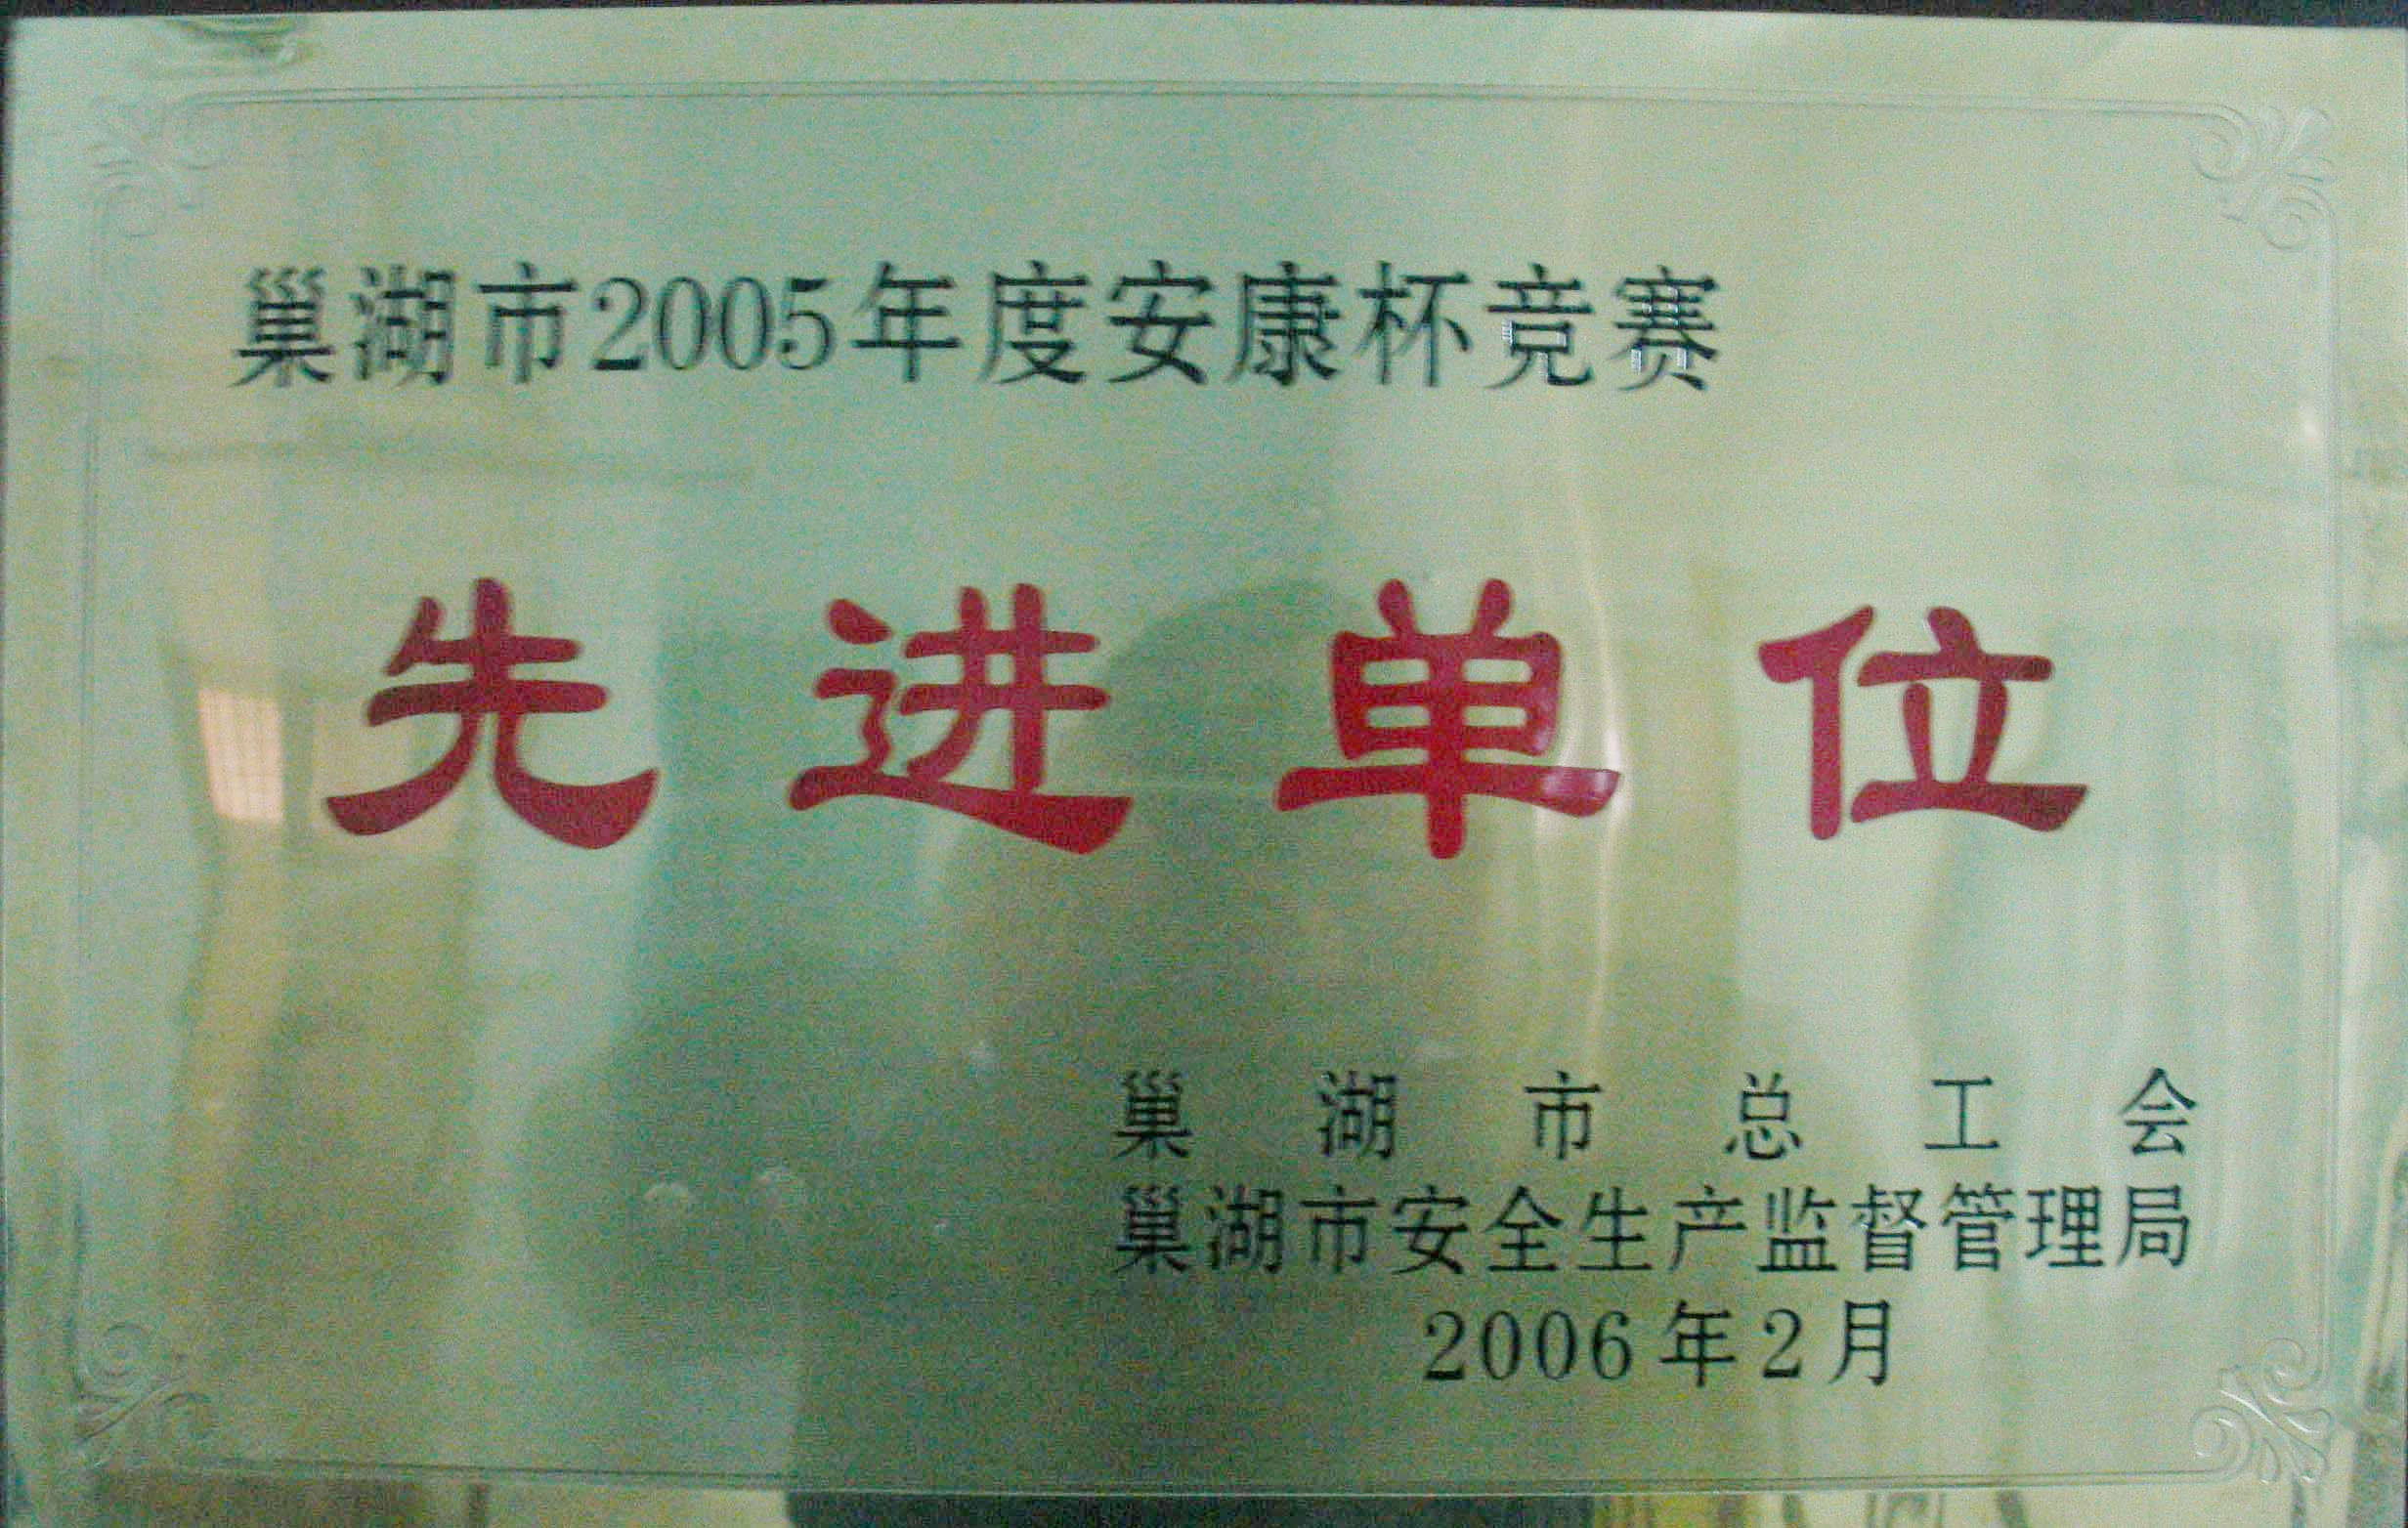 巢湖市2005年度安康杯竞赛
先进单位
巢湖市总工会
巢湖市安全生产监督管理局
2006年2月